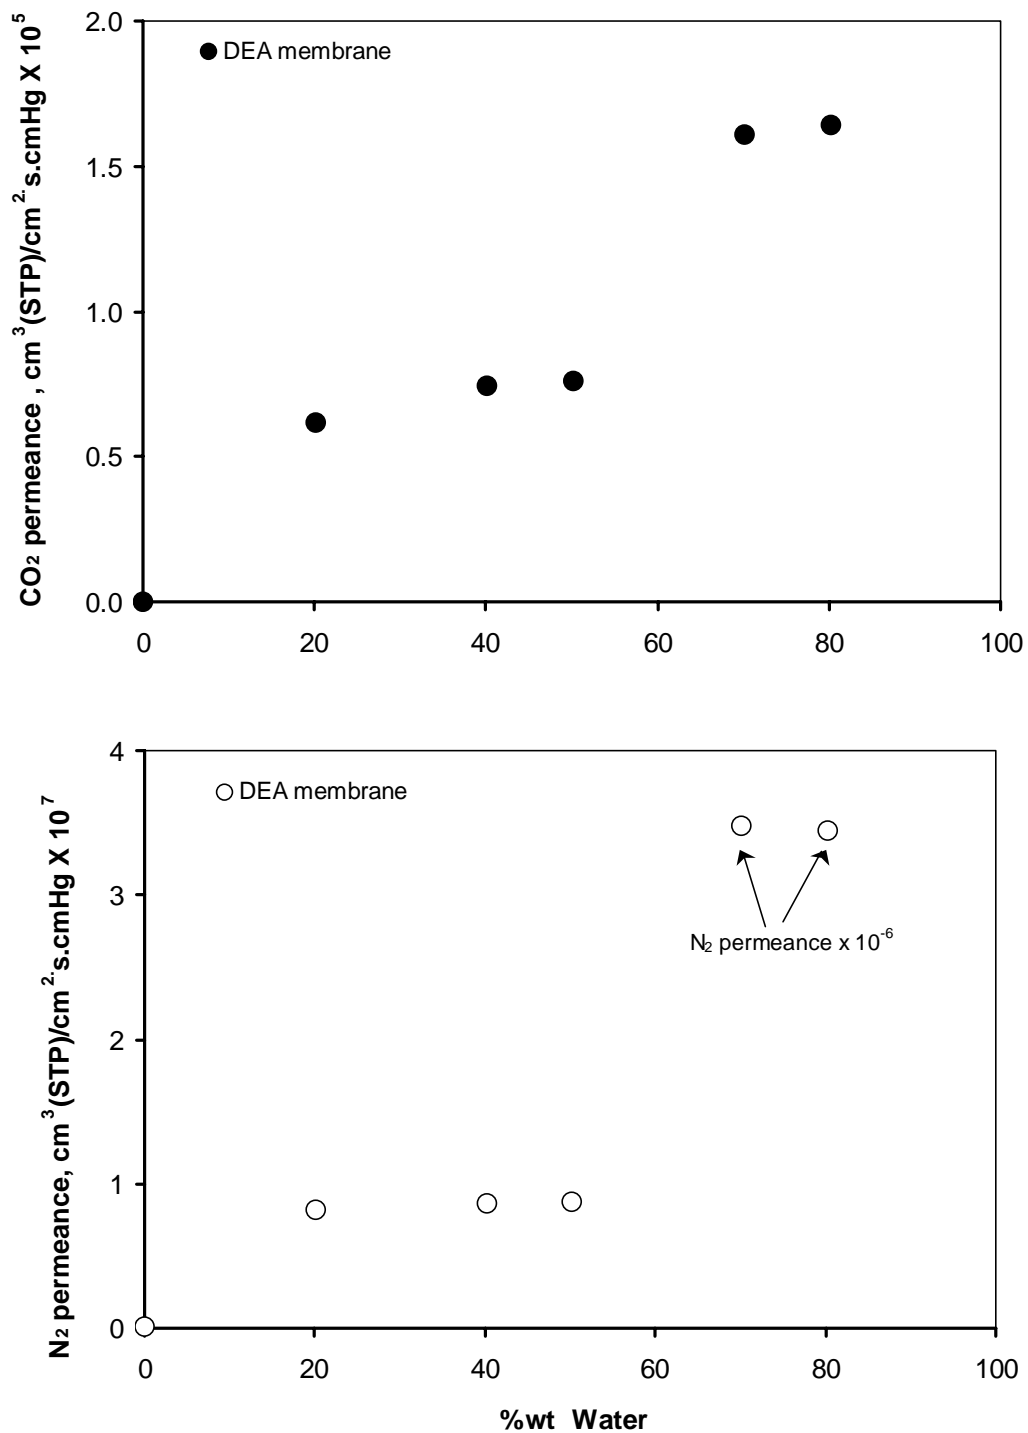 CO₂ permeance , cm³(STP)/cm²·s.cmHg X 10⁵
2.0
1.5
1.0
0.5
0.0
DEA membrane
0 20 40 60 80 100
N₂ permeance, cm³(STP)/cm²·s.cmHg X 10⁷
4
3
2
1
0
DEA membrane
N₂ permeance x 10⁻⁶
0 20 40 60 80 100
%wt Water